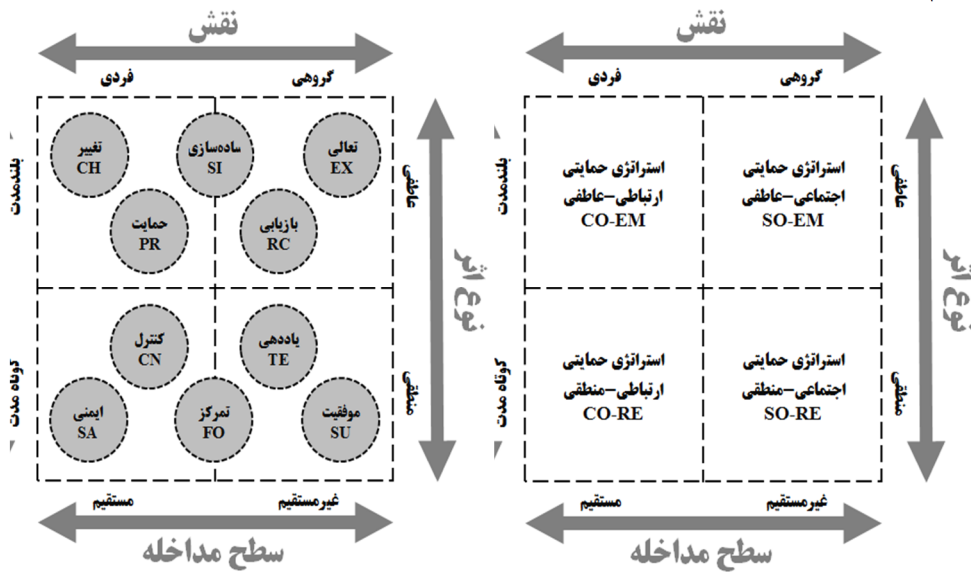 نقش
گروهی
فردی
عاطفی
منطقی
نوع اثر
استراتژی حمایتی
اجتماعی–عاطفی
SO-EM
استراتژی حمایتی
ارتباطی–عاطفی
CO-EM
استراتژی حمایتی
اجتماعی–منطقی
SO-RE
استراتژی حمایتی
ارتباطی–منطقی
CO-RE
بلندمدت
کوتاه مدت
غیرمستقیم
مستقیم
سطح مداخله
نقش
گروهی
فردی
عاطفی
منطقی
نوع اثر
تعالی
EX
ساده‌سازی
SI
تغییر
CH
بازیابی
RC
حمایت
PR
یاددهی
TE
کنترل
CN
موفقیت
SU
تمرکز
FO
ایمنی
SA
بلندمدت
کوتاه مدت
غیرمستقیم
مستقیم
سطح مداخله